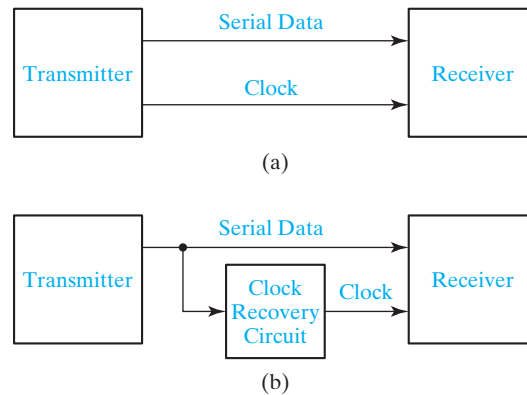 Serial Data
Transmitter
Receiver
Clock
(a)
Serial Data
Transmitter
Clock
Recovery
Circuit
Clock
Receiver
(b)